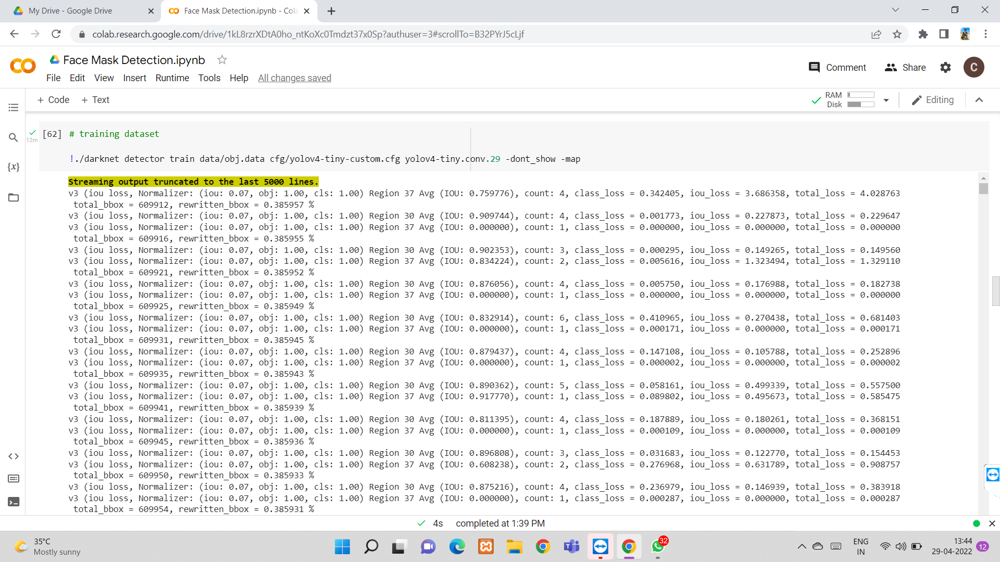 My Drive - Google Drive
Face Mask Detection.ipynb - Cola
colab.research.google.com/drive/1kL8rzrXDtA0ho_ntKoXc0Tmdzt37x0Sp?authuser=3#scrollTo=B32PYrJ5cLjf
Face Mask Detection.ipynb
Comment Share C
File Edit View Insert Runtime Tools Help All changes saved
+ Code + Text
RAM
Disk
Editing
[62] # training dataset
12m
{x}
!./darknet detector train data/obj.data cfg/yolov4-tiny-custom.cfg yolov4-tiny.conv.29 -dont_show -map
Streaming output truncated to the last 5000 lines.
v3 (iou loss, Normalizer: (iou: 0.07, obj: 1.00, cls: 1.00) Region 37 Avg (IOU: 0.759776), count: 4, class_loss = 0.342405, iou_loss = 3.686358, total_loss = 4.028763
total_bbox = 609912, rewritten_bbox = 0.385957 %
v3 (iou loss, Normalizer: (iou: 0.07, obj: 1.00, cls: 1.00) Region 30 Avg (IOU: 0.909744), count: 4, class_loss = 0.001773, iou_loss = 0.227873, total_loss = 0.229647
v3 (iou loss, Normalizer: (iou: 0.07, obj: 1.00, cls: 1.00) Region 37 Avg (IOU: 0.000000), count: 1, class_loss = 0.000000, iou_loss = 0.000000, total_loss = 0.000000
total_bbox = 609916, rewritten_bbox = 0.385955 %
v3 (iou loss, Normalizer: (iou: 0.07, obj: 1.00, cls: 1.00) Region 30 Avg (IOU: 0.902353), count: 3, class_loss = 0.000295, iou_loss = 0.149265, total_loss = 0.149560
v3 (iou loss, Normalizer: (iou: 0.07, obj: 1.00, cls: 1.00) Region 37 Avg (IOU: 0.834224), count: 2, class_loss = 0.005616, iou_loss = 1.323494, total_loss = 1.329110
total_bbox = 609921, rewritten_bbox = 0.385952 %
v3 (iou loss, Normalizer: (iou: 0.07, obj: 1.00, cls: 1.00) Region 30 Avg (IOU: 0.876056), count: 4, class_loss = 0.005750, iou_loss = 0.176988, total_loss = 0.182738
v3 (iou loss, Normalizer: (iou: 0.07, obj: 1.00, cls: 1.00) Region 37 Avg (IOU: 0.000000), count: 1, class_loss = 0.000000, iou_loss = 0.000000, total_loss = 0.000000
total_bbox = 609925, rewritten_bbox = 0.385949 %
v3 (iou loss, Normalizer: (iou: 0.07, obj: 1.00, cls: 1.00) Region 30 Avg (IOU: 0.832914), count: 6, class_loss = 0.410965, iou_loss = 0.270438, total_loss = 0.681403
v3 (iou loss, Normalizer: (iou: 0.07, obj: 1.00, cls: 1.00) Region 37 Avg (IOU: 0.000000), count: 1, class_loss = 0.000171, iou_loss = 0.000000, total_loss = 0.000171
total_bbox = 609931, rewritten_bbox = 0.385945 %
v3 (iou loss, Normalizer: (iou: 0.07, obj: 1.00, cls: 1.00) Region 30 Avg (IOU: 0.879437), count: 4, class_loss = 0.147108, iou_loss = 0.105788, total_loss = 0.252896
v3 (iou loss, Normalizer: (iou: 0.07, obj: 1.00, cls: 1.00) Region 37 Avg (IOU: 0.000000), count: 1, class_loss = 0.000002, iou_loss = 0.000000, total_loss = 0.000002
total_bbox = 609935, rewritten_bbox = 0.385943 %
v3 (iou loss, Normalizer: (iou: 0.07, obj: 1.00, cls: 1.00) Region 30 Avg (IOU: 0.890362), count: 5, class_loss = 0.058161, iou_loss = 0.499339, total_loss = 0.557500
v3 (iou loss, Normalizer: (iou: 0.07, obj: 1.00, cls: 1.00) Region 37 Avg (IOU: 0.917770), count: 1, class_loss = 0.089802, iou_loss = 0.495673, total_loss = 0.585475
total_bbox = 609941, rewritten_bbox = 0.385939 %
v3 (iou loss, Normalizer: (iou: 0.07, obj: 1.00, cls: 1.00) Region 30 Avg (IOU: 0.811395), count: 4, class_loss = 0.187889, iou_loss = 0.180261, total_loss = 0.368151
v3 (iou loss, Normalizer: (iou: 0.07, obj: 1.00, cls: 1.00) Region 37 Avg (IOU: 0.000000), count: 1, class_loss = 0.000109, iou_loss = 0.000000, total_loss = 0.000109
total_bbox = 609945, rewritten_bbox = 0.385936 %
v3 (iou loss, Normalizer: (iou: 0.07, obj: 1.00, cls: 1.00) Region 30 Avg (IOU: 0.896808), count: 3, class_loss = 0.031683, iou_loss = 0.122770, total_loss = 0.154453
v3 (iou loss, Normalizer: (iou: 0.07, obj: 1.00, cls: 1.00) Region 37 Avg (IOU: 0.608238), count: 2, class_loss = 0.276968, iou_loss = 0.631789, total_loss = 0.908757
total_bbox = 609950, rewritten_bbox = 0.385933 %
v3 (iou loss, Normalizer: (iou: 0.07, obj: 1.00, cls: 1.00) Region 30 Avg (IOU: 0.875216), count: 4, class_loss = 0.236979, iou_loss = 0.146939, total_loss = 0.383918
v3 (iou loss, Normalizer: (iou: 0.07, obj: 1.00, cls: 1.00) Region 37 Avg (IOU: 0.000000), count: 1, class_loss = 0.000287, iou_loss = 0.000000, total_loss = 0.000287
total_bbox = 609954, rewritten_bbox = 0.385931 %
4s completed at 1:39 PM
35°C
Mostly sunny
32
ENG
IN
13:44
29-04-2022
12